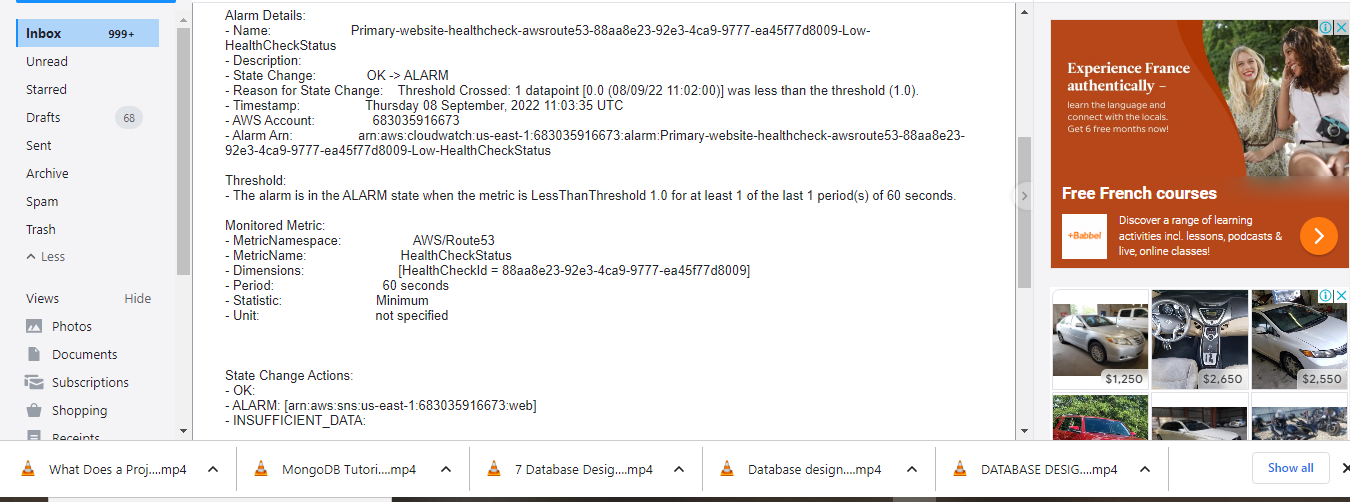 Inbox 999+
Unread
Starred
Drafts 68
Sent
Archive
Spam
Trash
Less
Views Hide
Photos
Documents
Subscriptions
Shopping
Receipts
Alarm Details:
- Name: Primary-website-healthcheck-awsroute53-88aa8e23-92e3-4ca9-9777-ea45f77d8009-Low-
HealthCheckStatus
- Description:
- State Change: OK -> ALARM
- Reason for State Change: Threshold Crossed: 1 datapoint [0.0 (08/09/22 11:02:00)] was less than the threshold (1.0).
- Timestamp: Thursday 08 September, 2022 11:03:35 UTC
- AWS Account: 683035916673
- Alarm Arn: arn:aws:cloudwatch:us-east-1:683035916673:alarm:Primary-website-healthcheck-awsroute53-88aa8e23-
92e3-4ca9-9777-ea45f77d8009-Low-HealthCheckStatus
Threshold:
- The alarm is in the ALARM state when the metric is LessThanThreshold 1.0 for at least 1 of the last 1 period(s) of 60 seconds.
Monitored Metric:
- MetricNamespace: AWS/Route53
- MetricName: HealthCheckStatus
- Dimensions: [HealthCheckId = 88aa8e23-92e3-4ca9-9777-ea45f77d8009]
- Period: 60 seconds
- Statistic: Minimum
- Unit: not specified
State Change Actions:
- OK:
- ALARM: [arn:aws:sns:us-east-1:683035916673:web]
- INSUFFICIENT_DATA:
Experience France
authentically –
learn the language and
connect with the locals.
Get 6 free months now!
Free French courses
+Babbel
Discover a range of learning
activities incl. lessons, podcasts &
live, online classes!
$1,250
$2,650
$2,550
What Does a Proj....mp4
MongoDB Tutori....mp4
7 Database Desig....mp4
Database design....mp4
DATABASE DESIG....mp4
Show all